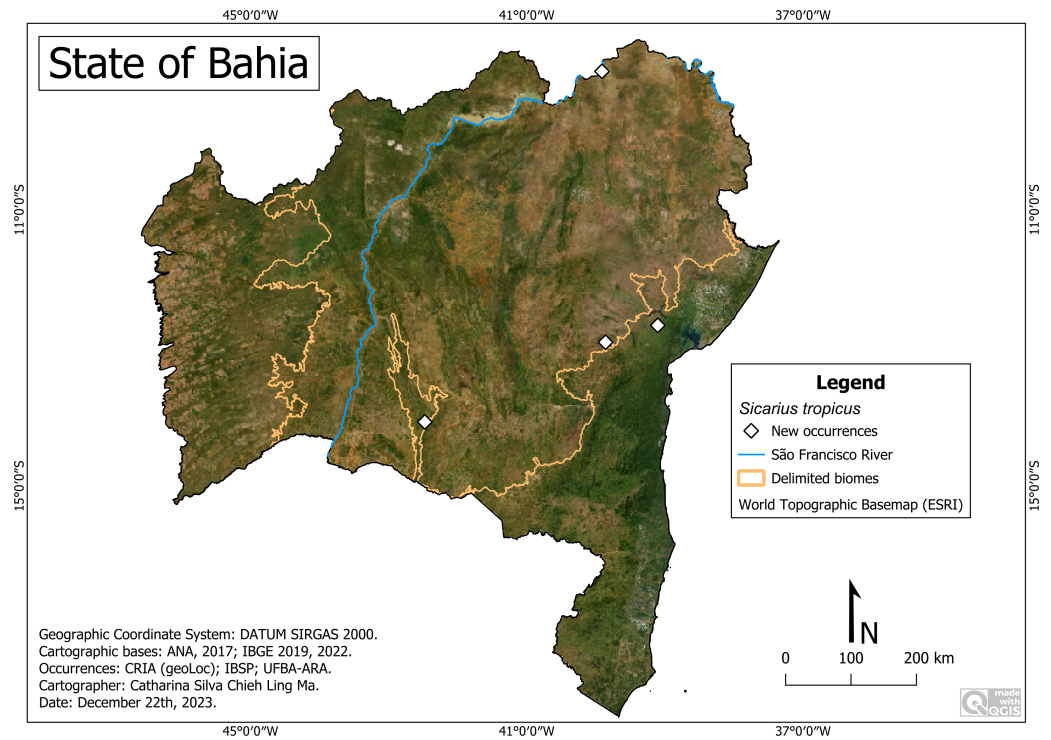 45°0'0"W 41°0'0"W 37°0'0"W
State of Bahia
11°0'0"S
11°0'0"S
15°0'0"S
15°0'0"S
Legend
Sicarius tropicus
New occurrences
São Francisco River
Delimited biomes
World Topographic Basemap (ESRI)
N
0 100 200 km
Geographic Coordinate System: DATUM SIRGAS 2000.
Cartographic bases: ANA, 2017; IBGE 2019, 2022.
Occurrences: CRIA (geoLoc); IBSP; UFBA-ARA.
Cartographer: Catharina Silva Chieh Ling Ma.
Date: December 22th, 2023.
made
with
QGIS
45°0'0"W 41°0'0"W 37°0'0"W